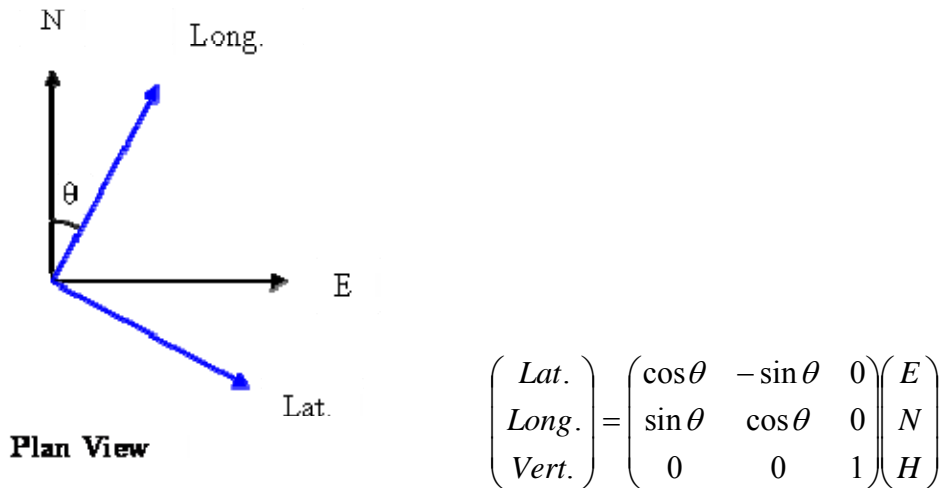 N
Long.
θ
E
Lat.
Plan View
( Lat. ) ( cosθ − sinθ 0 ) ( E )
( Long. ) = ( sinθ cosθ 0 ) ( N )
( Vert. ) ( 0 0 1 ) ( H )